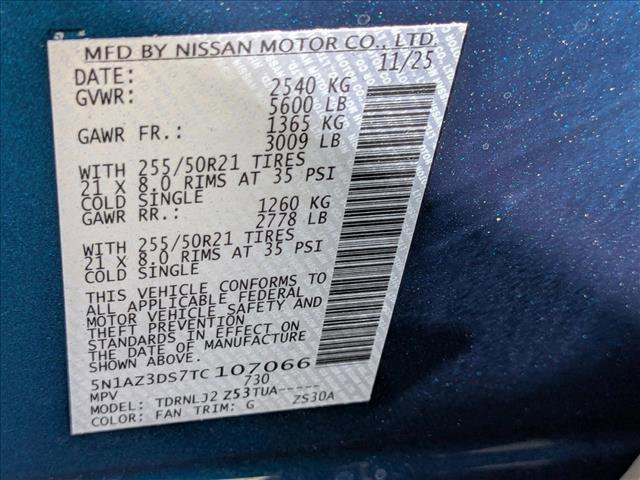 MFD BY NISSAN MOTOR CO., LTD.
DATE: 11/25
GVWR: 2540 KG
5600 LB
GAWR FR.: 1365 KG
3009 LB
WITH 255/50R21 TIRES
21 X 8.0 RIMS AT 35 PSI
COLD SINGLE
GAWR RR.: 1260 KG
2778 LB
WITH 255/50R21 TIRES
21 X 8.0 RIMS AT 35 PSI
COLD SINGLE
THIS VEHICLE CONFORMS TO
ALL APPLICABLE FEDERAL
MOTOR VEHICLE SAFETY AND
THEFT PREVENTION
STANDARDS IN EFFECT ON
THE DATE OF MANUFACTURE
SHOWN ABOVE.
5N1AZ3DS7TC107066
MPV 730
MODEL: TDRNLJ2 Z53TUA-----
COLOR: FAN TRIM: G ZS30A